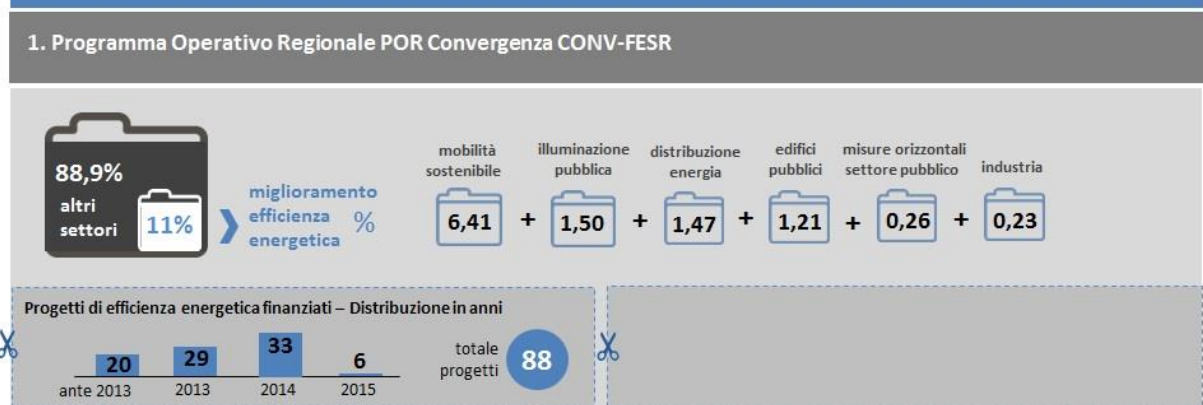 1. Programma Operativo Regionale POR Convergenza CONV-FESR
88,9%
altri
settori
11%
miglioramento
efficienza %
energetica
mobilità
sostenibile
6,41
+
illuminazione
pubblica
1,50
+
distribuzione
energia
1,47
+
edifici
pubblici
1,21
+
misure orizzontali
settore pubblico
0,26
+
industria
0,23
Progetti di efficienza energetica finanziati – Distribuzione in anni
20 29 33 6
ante 2013 2013 2014 2015
totale
progetti
88